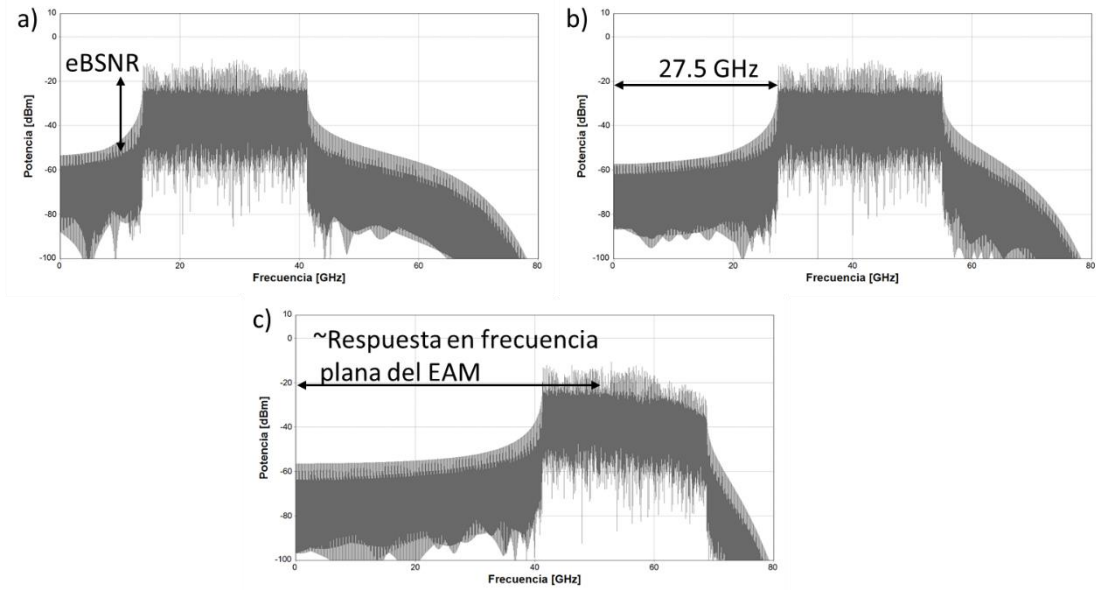 a)
10
0
-20
-40
-60
-80
-100
Potencia [dBm]
eBSNR
0
20
40
60
80
Frecuencia [GHz]
b)
10
0
-20
-40
-60
-80
-100
Potencia [dBm]
27.5 GHz
0
20
40
60
80
Frecuencia [GHz]
c)
10
0
-20
-40
-60
-80
-100
Potencia [dBm]
~Respuesta en frecuencia
plana del EAM
0
20
40
60
80
Frecuencia [GHz]